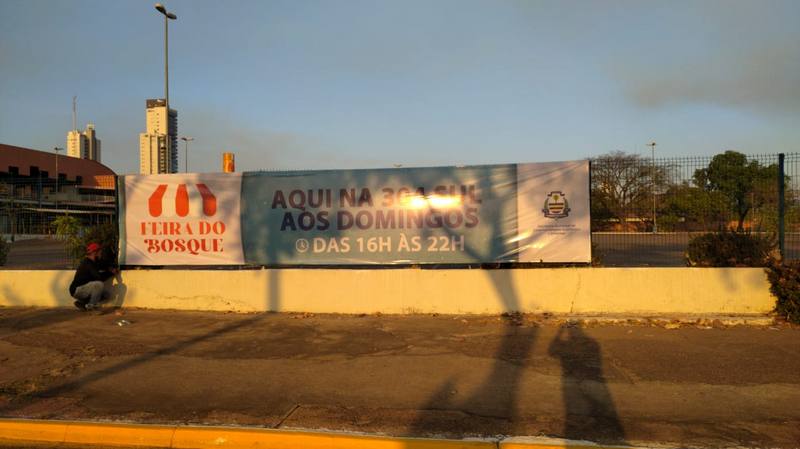 FEIRA DO
BOSQUE
AQUI NA 304 SUL
AOS DOMINGOS
DAS 16H ÀS 22H